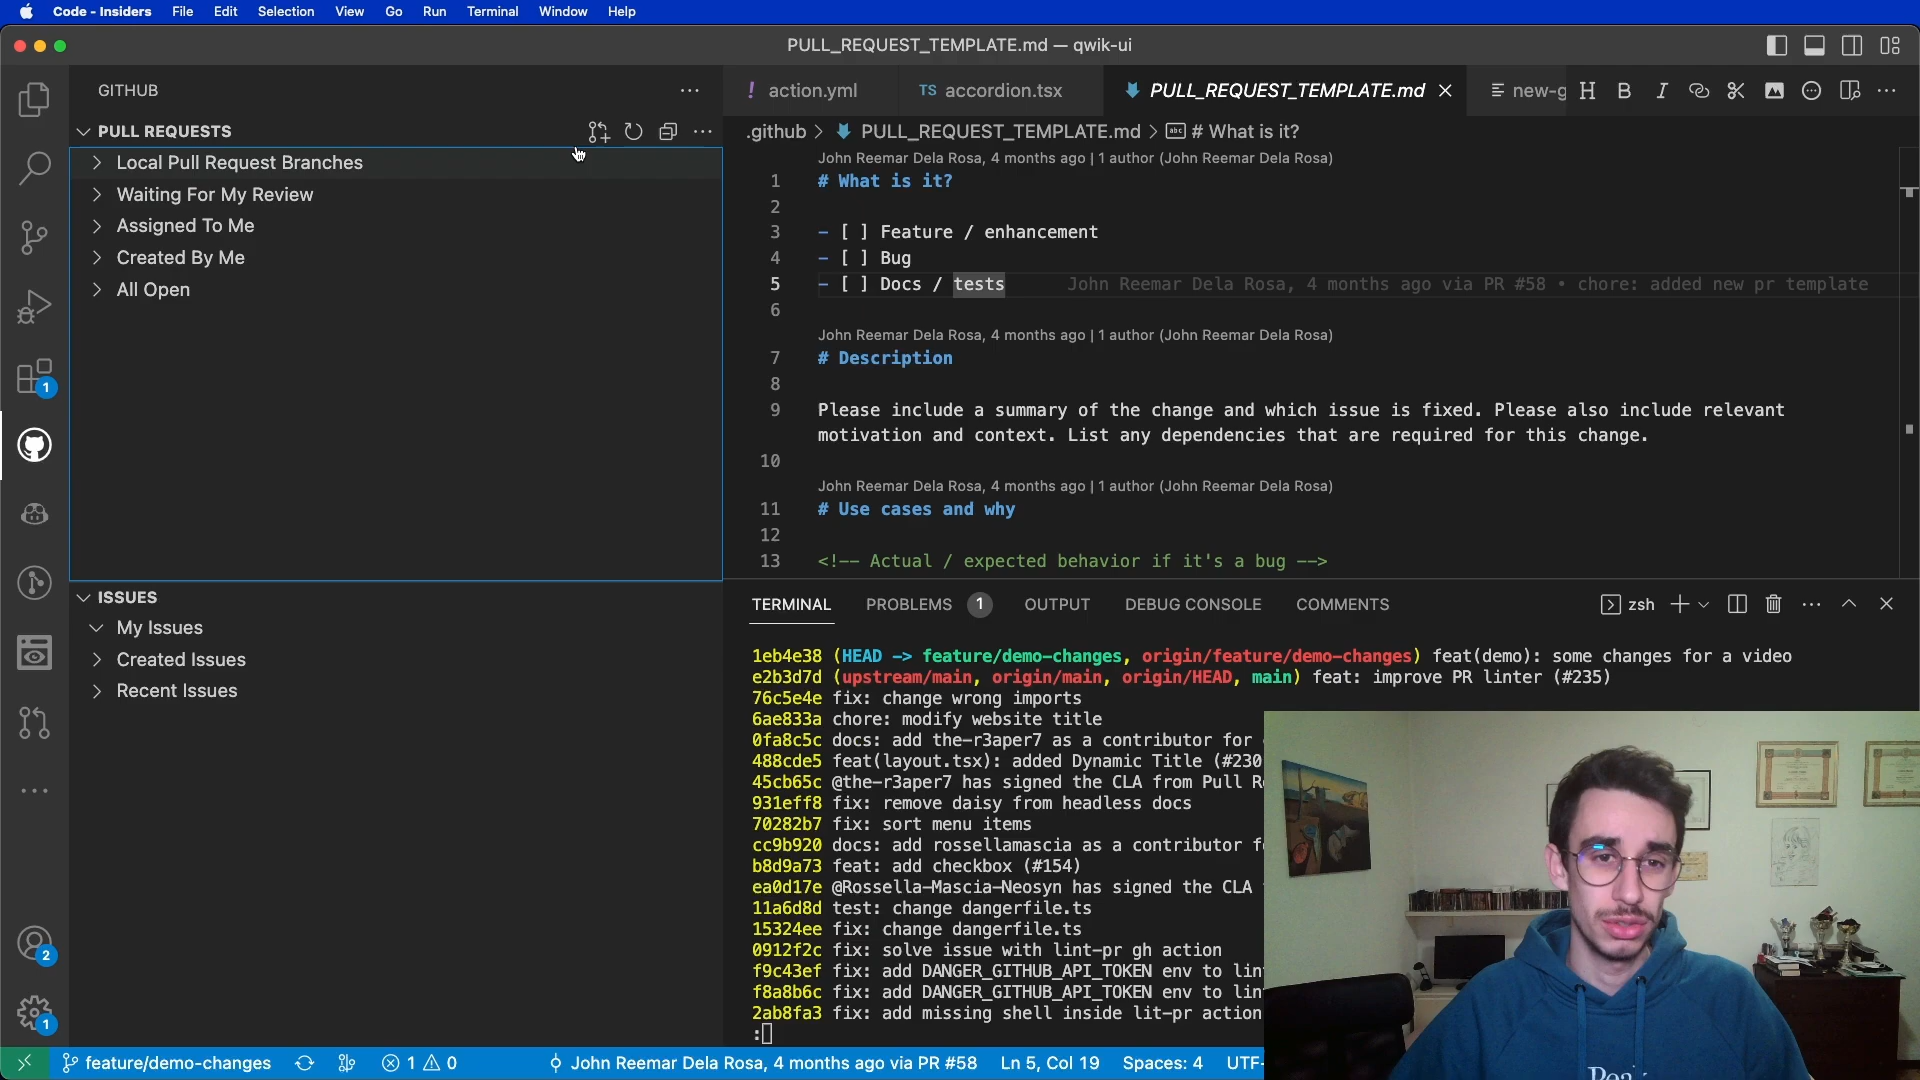 Code - Insiders File Edit Selection View Go Run Terminal Window Help
PULL_REQUEST_TEMPLATE.md — qwik-ui
GITHUB
PULL REQUESTS
Local Pull Request Branches
Waiting For My Review
Assigned To Me
Created By Me
All Open
ISSUES
My Issues
Created Issues
Recent Issues
1
2
1
! action.yml TS accordion.tsx PULL_REQUEST_TEMPLATE.md new-g
.github > PULL_REQUEST_TEMPLATE.md > # What is it?
John Reemar Dela Rosa, 4 months ago | 1 author (John Reemar Dela Rosa)
1 # What is it?
2
3 - [ ] Feature / enhancement
4 - [ ] Bug
5 - [ ] Docs / tests John Reemar Dela Rosa, 4 months ago via PR #58 • chore: added new pr template
6
John Reemar Dela Rosa, 4 months ago | 1 author (John Reemar Dela Rosa)
7 # Description
8
9 Please include a summary of the change and which issue is fixed. Please also include relevant
motivation and context. List any dependencies that are required for this change.
10
John Reemar Dela Rosa, 4 months ago | 1 author (John Reemar Dela Rosa)
11 # Use cases and why
12
13 <!-- Actual / expected behavior if it's a bug -->
TERMINAL PROBLEMS 1 OUTPUT DEBUG CONSOLE COMMENTS zsh
1eb4e38 (HEAD -> feature/demo-changes, origin/feature/demo-changes) feat(demo): some changes for a video
e2b3d7d (upstream/main, origin/main, origin/HEAD, main) feat: improve PR linter (#235)
76c5e4e fix: change wrong imports
6ae833a chore: modify website title
0fa8c5c docs: add the-r3aper7 as a contributor for
488cde5 feat(layout.tsx): added Dynamic Title (#230
45cb65c @the-r3aper7 has signed the CLA from Pull R
931eff8 fix: remove daisy from headless docs
70282b7 fix: sort menu items
cc9b920 docs: add rossellamascia as a contributor f
b8d9a73 feat: add checkbox (#154)
ea0d17e @Rossella-Mascia-Neosyn has signed the CLA
11a6d8d test: change dangerfile.ts
15324ee fix: change dangerfile.ts
0912f2c fix: solve issue with lint-pr gh action
f9c43ef fix: add DANGER_GITHUB_API_TOKEN env to lin
f8a8b6c fix: add DANGER_GITHUB_API_TOKEN env to lin
2ab8fa3 fix: add missing shell inside lit-pr action
:
feature/demo-changes 1 0 John Reemar Dela Rosa, 4 months ago via PR #58 Ln 5, Col 19 Spaces: 4 UTF-